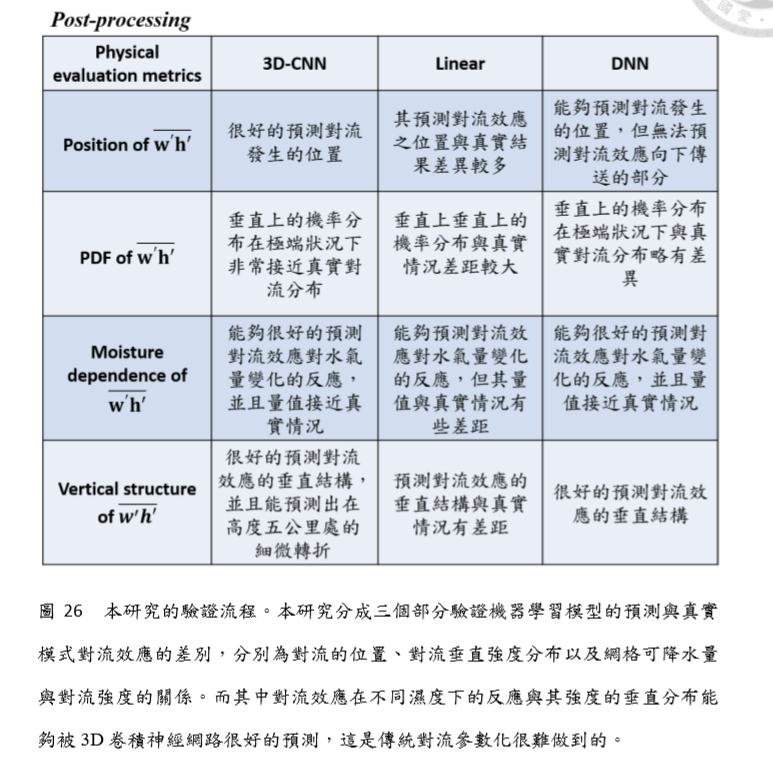 Post-processing
Physical
evaluation metrics
3D-CNN
Linear
DNN
Position of w′h′
很好的預測對流
發生的位置
其預測對流效應
之位置與真實結
果差異較多
能夠預測對流發生
的位置，但無法預
測對流效應向下傳
送的部分
PDF of w′h′
垂直上的機率分
布在極端狀況下
非常接近真實對
流分布
垂直上垂直上的
機率分布與真實
情況差距較大
垂直上的機率分布
在極端狀況下與真
實對流分布略有差
異
Moisture
dependence of
w′h′
能夠很好的預測
對流效應對水氣
量變化的反應，
並且量值接近真
實情況
能夠預測對流效
應對水氣量變化
的反應，但其量
值與真實情況有
些差距
能夠很好的預測對
流效應對水氣量變
化的反應，並且量
值接近真實情況
Vertical structure
of w′h′
很好的預測對流
效應的垂直結構，
並且能預測出在
高度五公里處的
細微轉折
預測對流效應的
垂直結構與真實
情況有差距
很好的預測對流效
應的垂直結構
圖 26 本研究的驗證流程。本研究分成三個部分驗證機器學習模型的預測與真實
模式對流效應的差別，分別為對流的位置、對流垂直強度分布以及網格可降水量
與對流強度的關係。而其中對流效應在不同濕度下的反應與其強度的垂直分布能
夠被 3D 卷積神經網路很好的預測，這是傳統對流參數化很難做到的。